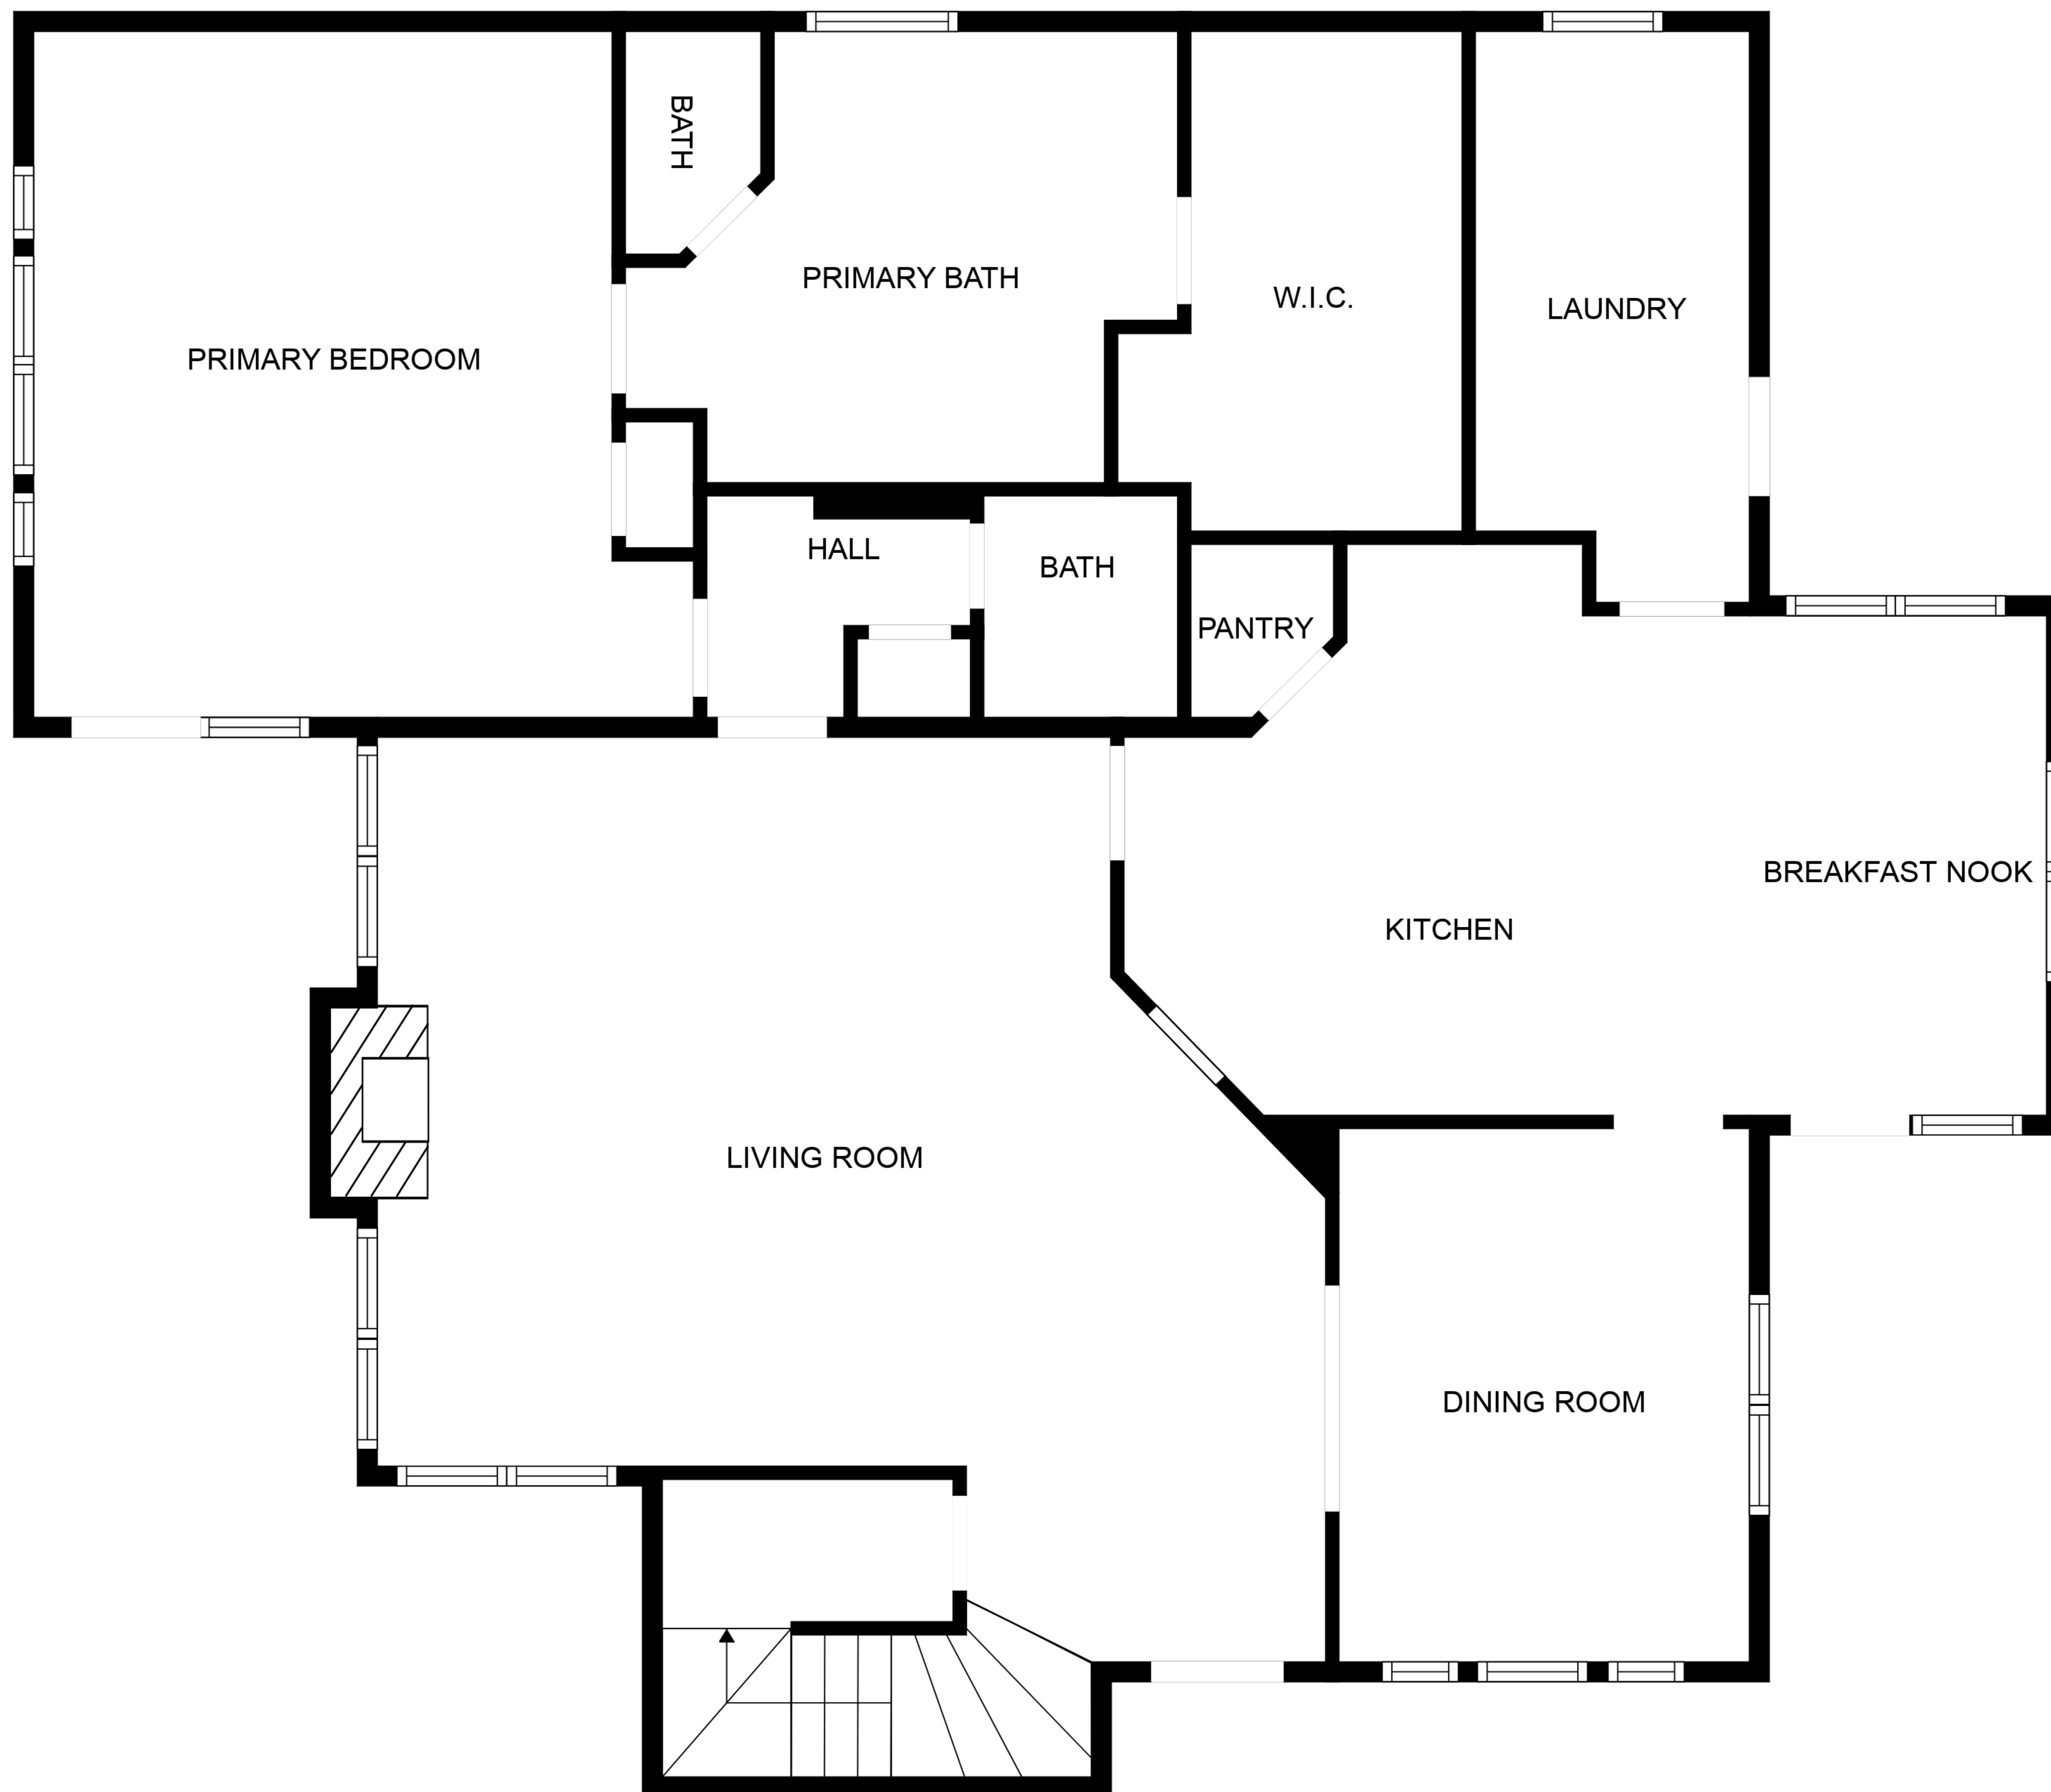 BATH
PRIMARY BATH
W.I.C.
LAUNDRY
PRIMARY BEDROOM
HALL
BATH
PANTRY
BREAKFAST NOOK
KITCHEN
LIVING ROOM
DINING ROOM